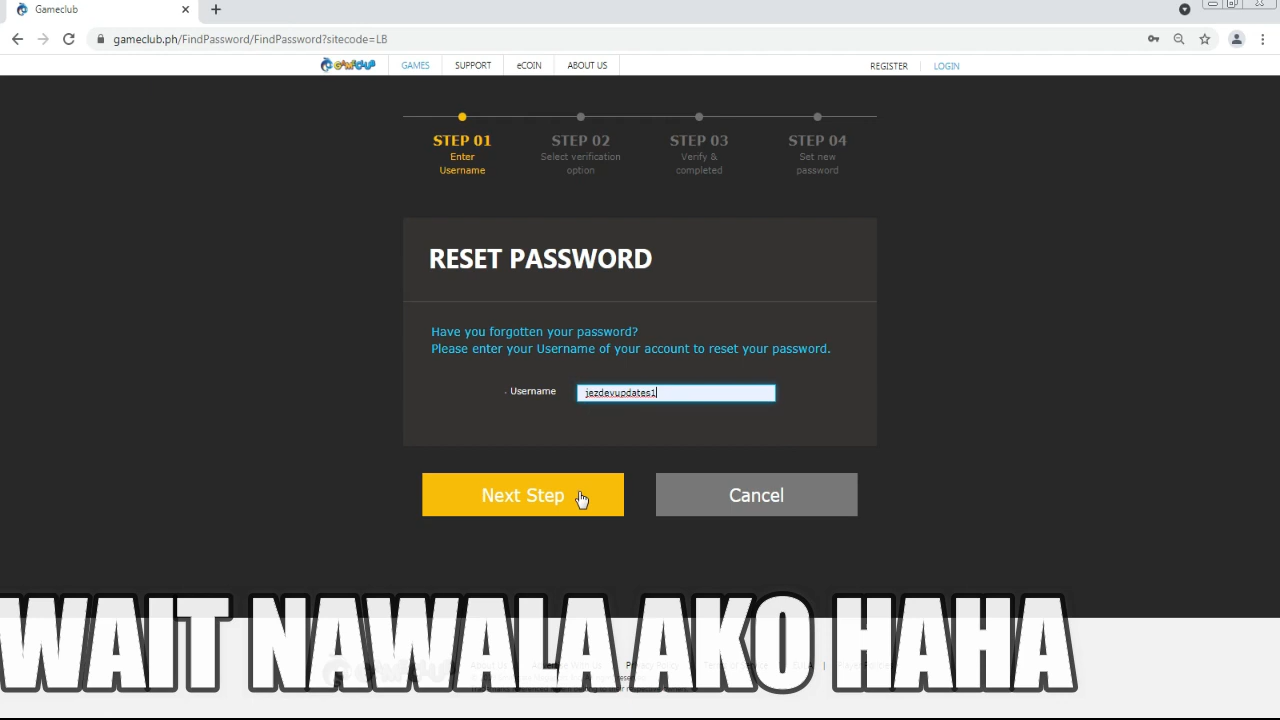 Gameclub
gameclub.ph/FindPassword/FindPassword?sitecode=LB
GAMECLUB
GAMES
SUPPORT
eCOIN
ABOUT US
REGISTER
LOGIN
STEP 01
Enter
Username
STEP 02
Select verification
option
STEP 03
Verify &
completed
STEP 04
Set new
password
RESET PASSWORD
Have you forgotten your password?
Please enter your Username of your account to reset your password.
. Username
jezdevupdates1
Next Step
Cancel
WAIT NAWALA AKO HAHA